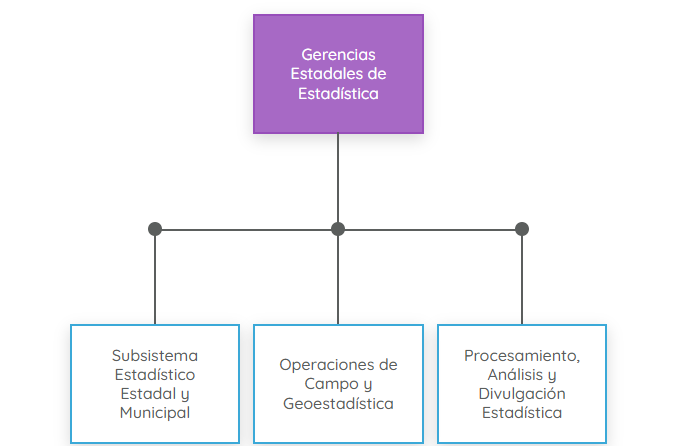 Gerencias
Estadales de
Estadística
Subsistema
Estadístico
Estadal y
Municipal
Operaciones de
Campo y
Geoestadística
Procesamiento,
Análisis y
Divulgación
Estadística